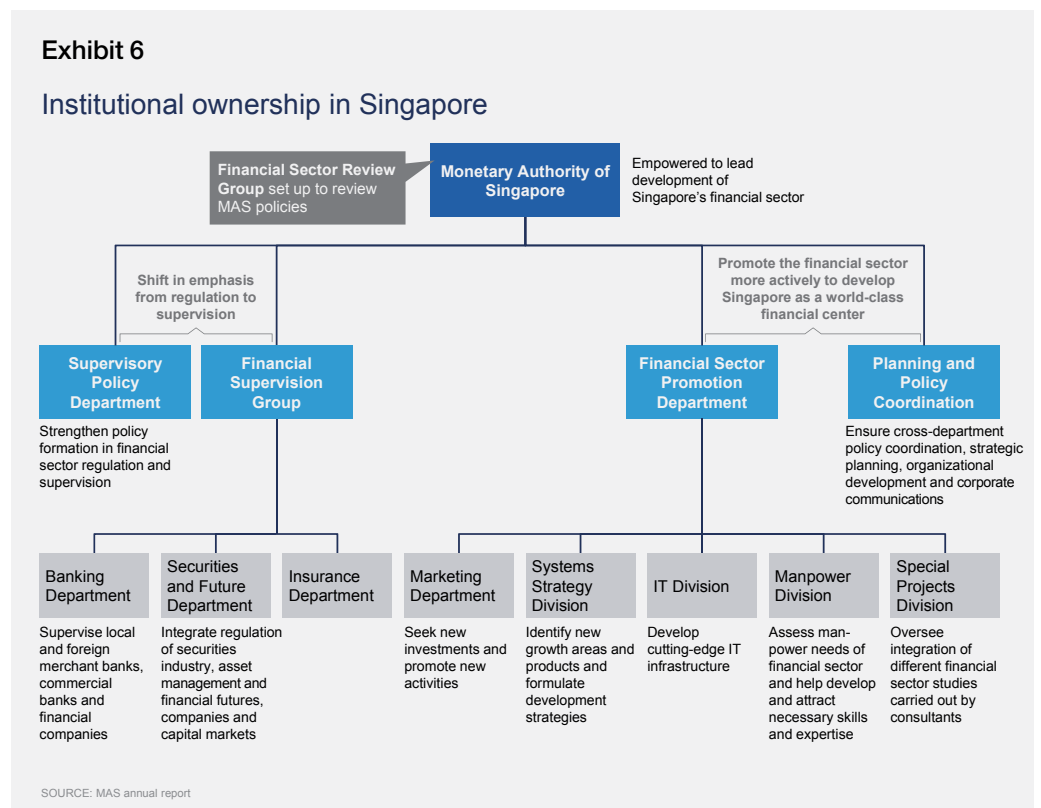 Exhibit 6
Institutional ownership in Singapore
Financial Sector Review
Group set up to review
MAS policies
Monetary Authority of
Singapore
Empowered to lead
development of
Singapore's financial sector
Shift in emphasis
from regulation to
supervision
Promote the financial sector
more actively to develop
Singapore as a world-class
financial center
Supervisory
Policy
Department
Financial
Supervision
Group
Financial Sector
Promotion
Department
Planning and
Policy
Coordination
Strengthen policy
formation in financial
sector regulation and
supervision
Ensure cross-department
policy coordination, strategic
planning, organizational
development and corporate
communications
Banking
Department
Securities
and Future
Department
Insurance
Department
Marketing
Department
Systems
Strategy
Division
IT Division
Manpower
Division
Special
Projects
Division
Supervise local
and foreign
merchant banks,
commercial
banks and
financial
companies
Integrate regulation
of securities
industry, asset
management and
financial futures,
companies and
capital markets
Seek new
investments and
promote new
activities
Identify new
growth areas and
products and
formulate
development
strategies
Develop
cutting-edge IT
infrastructure
Assess man-
power needs of
financial sector
and help develop
and attract
necessary skills
and expertise
Oversee
integration of
different financial
sector studies
carried out by
consultants
SOURCE: MAS annual report